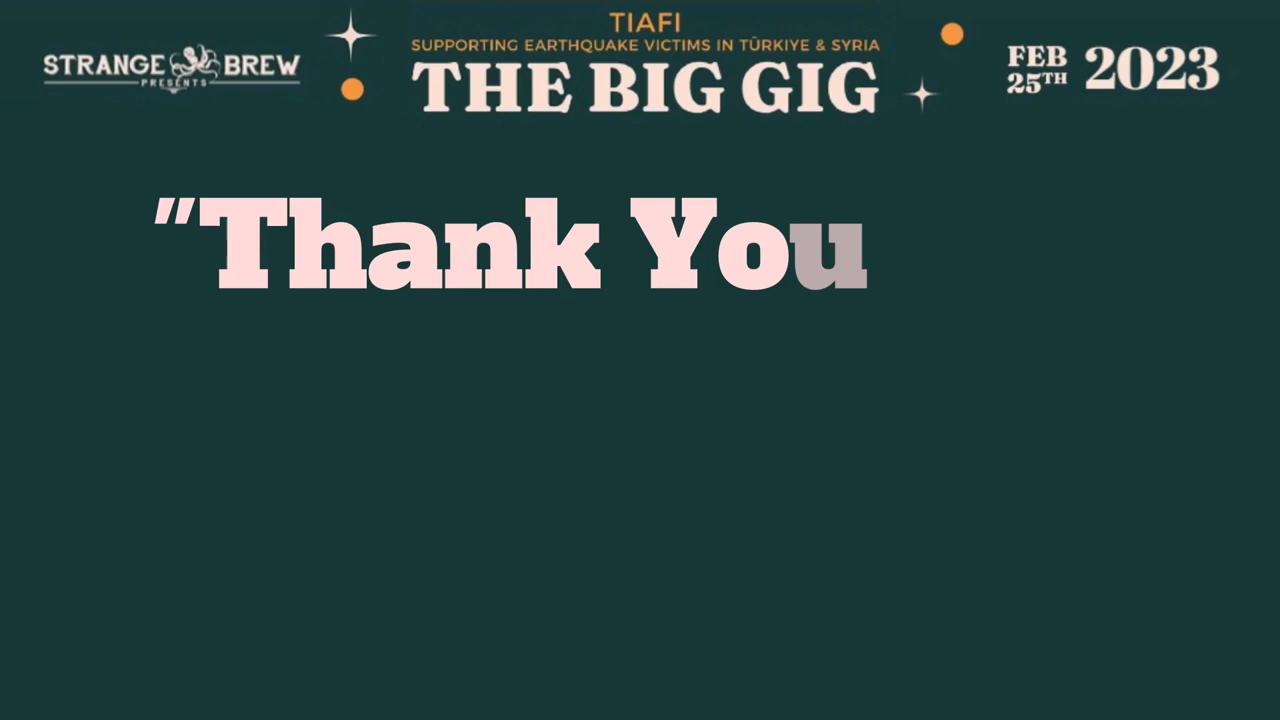 TIAFI
SUPPORTING EARTHQUAKE VICTIMS IN TÜRKIYE & SYRIA
STRANGE BREW
PRESENTS
THE BIG GIG
FEB
25TH
2023
"Thank You